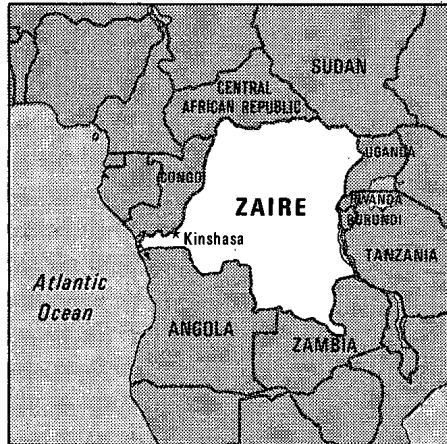 SUDAN
CENTRAL
AFRICAN REPUBLIC
UGANDA
CONGO
RWANDA
BURUNDI
ZAIRE
Kinshasa
TANZANIA
Atlantic
Ocean
ANGOLA
ZAMBIA